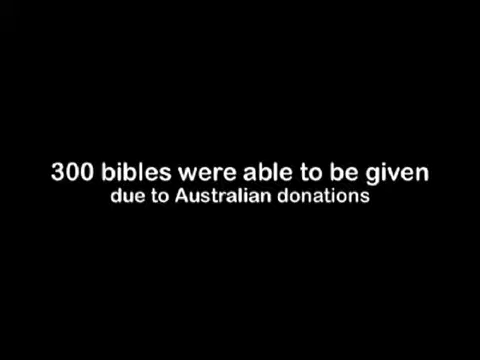 300 bibles were able to be given
due to Australian donations